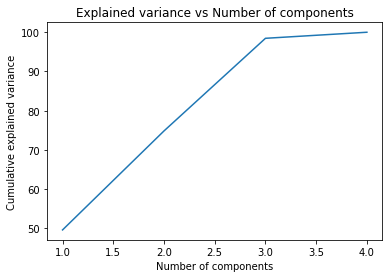 Explained variance vs Number of components
Cumulative explained variance
100
90
80
70
60
50
1.0 1.5 2.0 2.5 3.0 3.5 4.0
Number of components